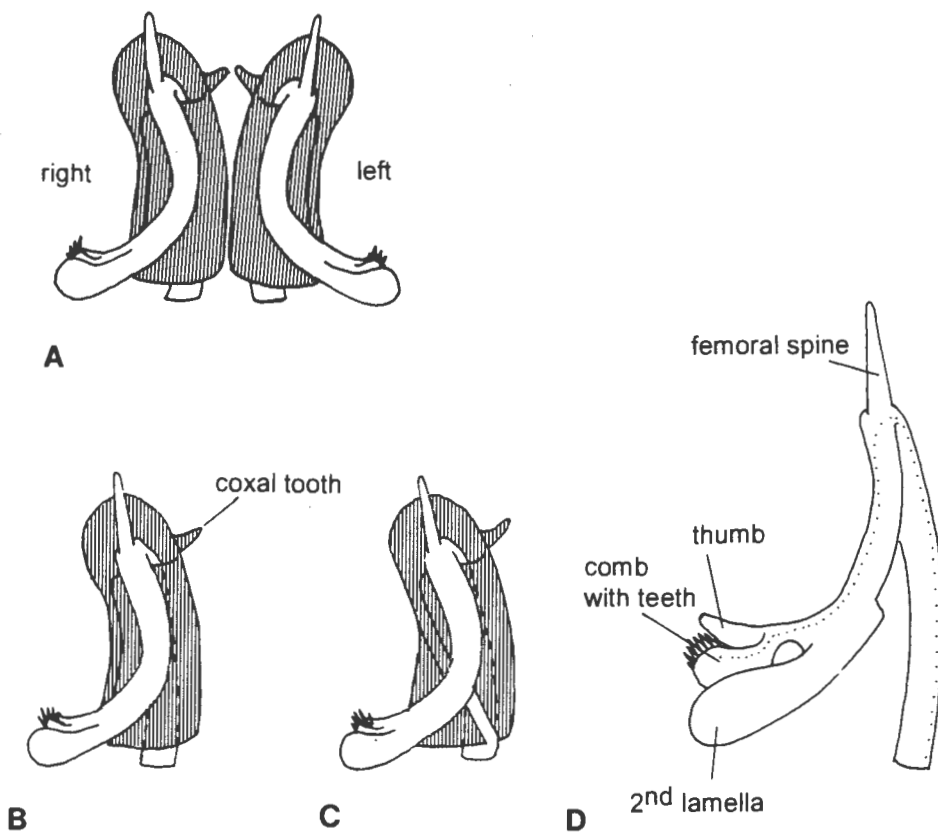 right
left
A
femoral spine
coxal tooth
thumb
comb
with teeth
B
C
D
2nd lamella